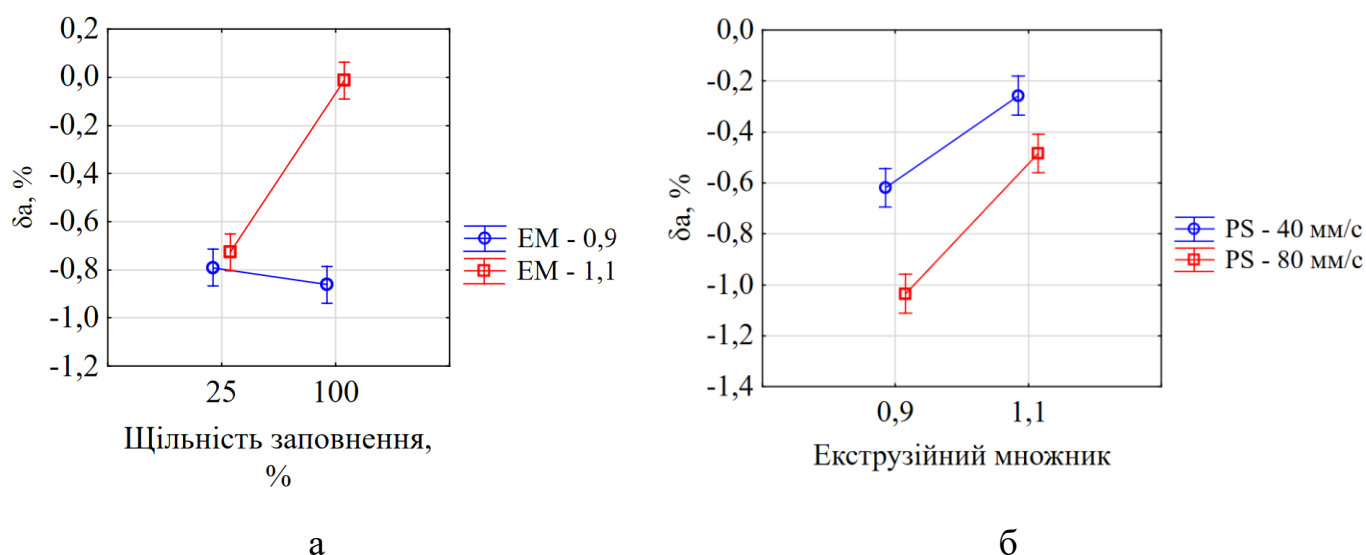 0,2
0,0
-0,2
-0,4
-0,6
-0,8
-1,0
-1,2
δa, %
25 100
Щільність заповнення,
%
EM - 0,9
EM - 1,1
а
0,0
-0,2
-0,4
-0,6
-0,8
-1,0
-1,2
-1,4
δa, %
0,9 1,1
Екструзійний множник
PS - 40 мм/с
PS - 80 мм/с
б